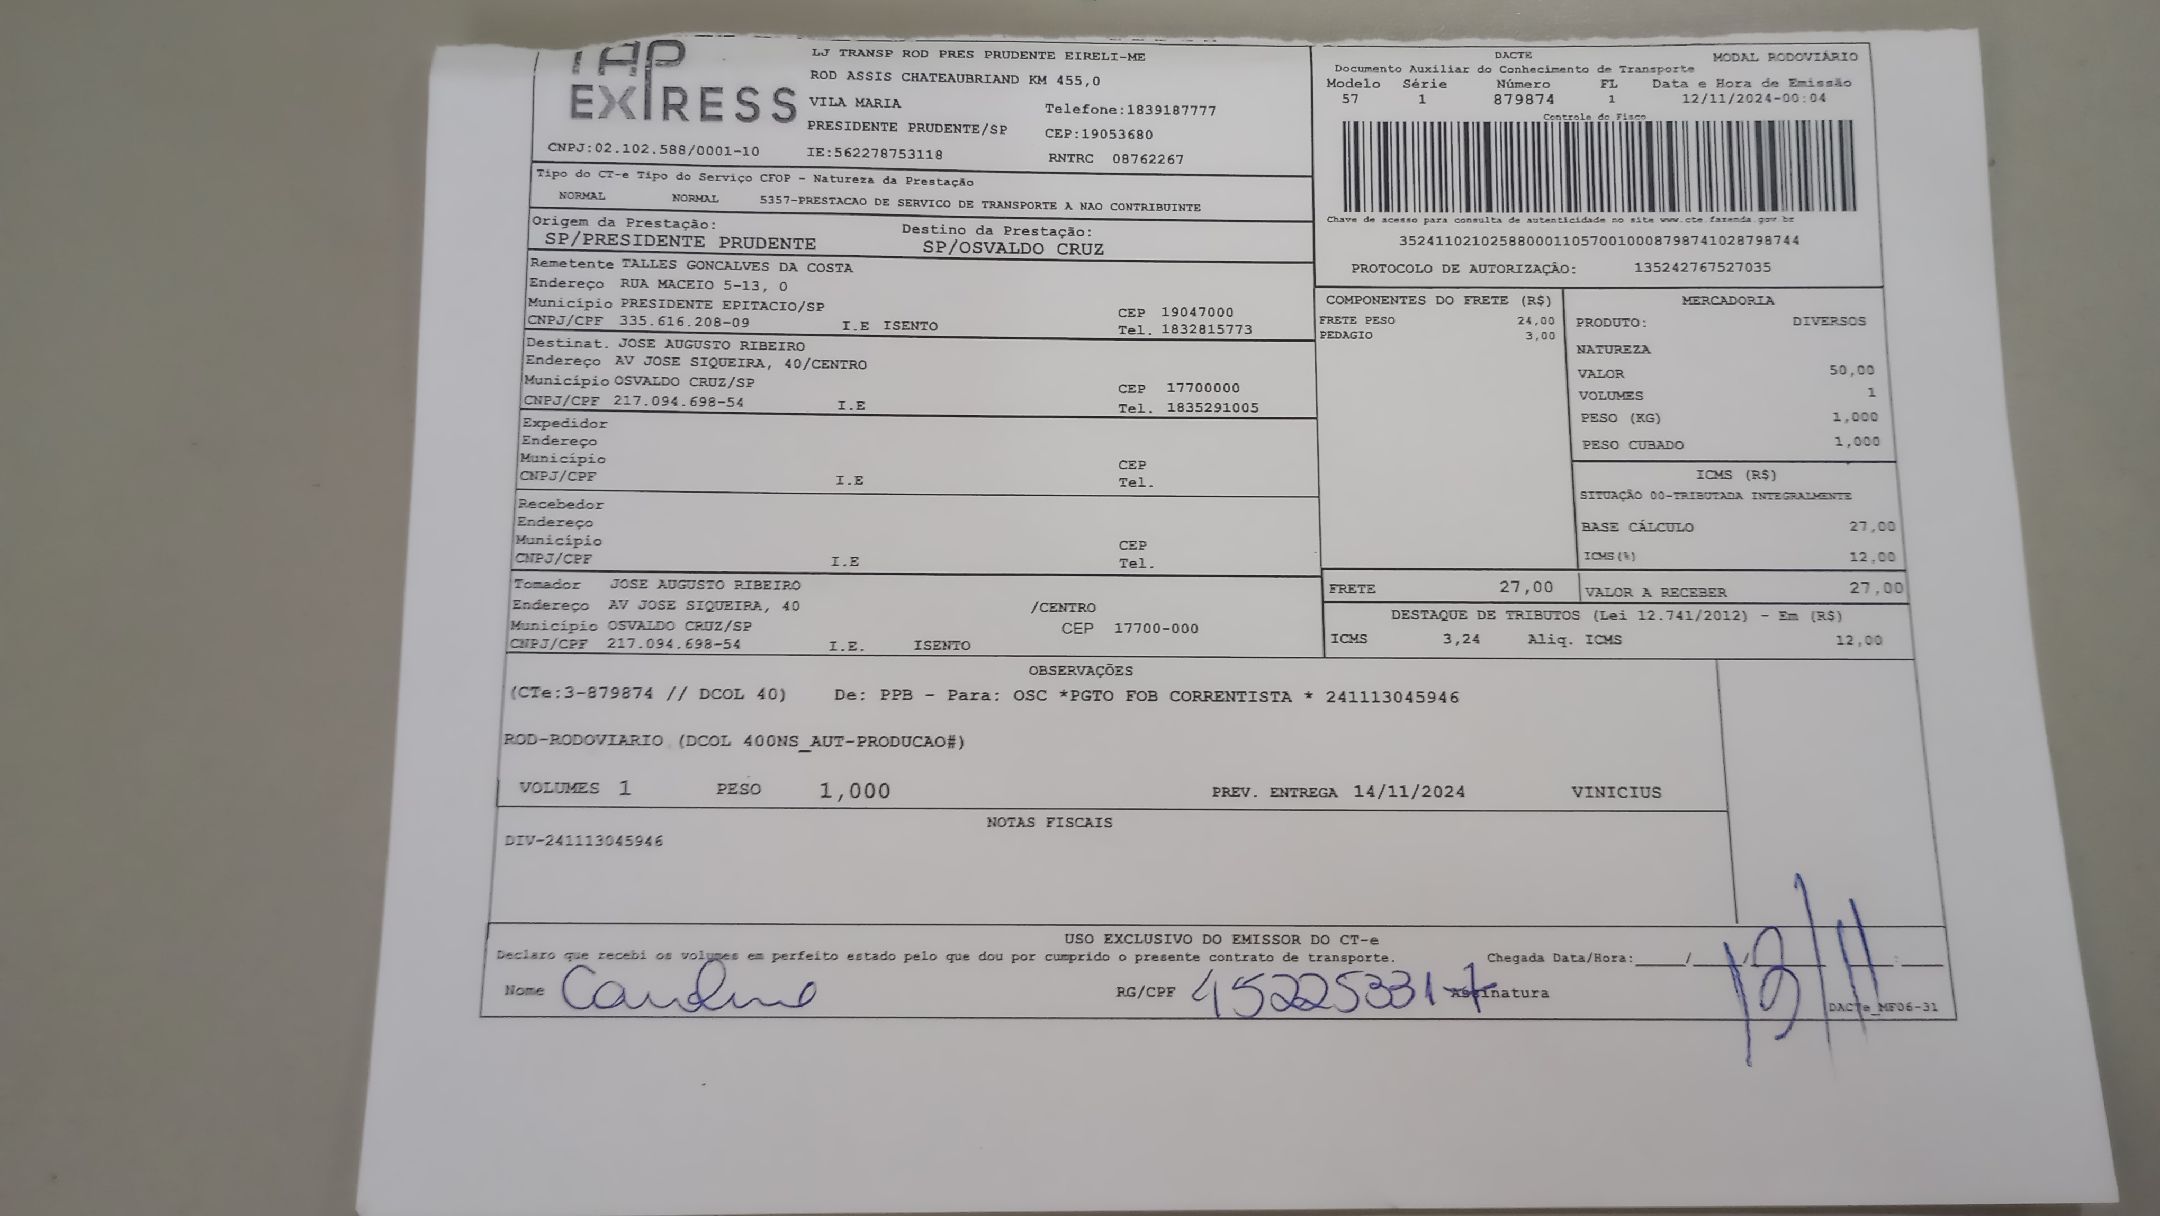 TAP
EXPRESS
CNPJ:02.102.588/0001-10
LJ TRANSP ROD PRES PRUDENTE EIRELI-ME
ROD ASSIS CHATEAUBRIAND KM 455,0
VILA MARIA Telefone:1839187777
PRESIDENTE PRUDENTE/SP CEP:19053680
IE:562278753118 RNTRC 08762267
DACTE MODAL RODOVIÁRIO
Documento Auxiliar do Conhecimento de Transporte
Modelo Série Número FL Data e Hora de Emissão
57 1 879874 1 12/11/2024-00:04
Controle do Fisco
Chave de acesso para consulta de autenticidade no site www.cte.fazenda.gov.br
35241102102588000110570010008798741028798744
PROTOCOLO DE AUTORIZAÇÃO: 135242767527035
Tipo do CT-e Tipo do Serviço CFOP - Natureza da Prestação
NORMAL NORMAL 5357-PRESTACAO DE SERVICO DE TRANSPORTE A NAO CONTRIBUINTE
Origem da Prestação: Destino da Prestação:
SP/PRESIDENTE PRUDENTE SP/OSVALDO CRUZ
Remetente TALLES GONCALVES DA COSTA
Endereço RUA MACEIO 5-13, 0
Município PRESIDENTE EPITACIO/SP CEP 19047000
CNPJ/CPF 335.616.208-09 I.E ISENTO Tel. 1832815773
Destinat. JOSE AUGUSTO RIBEIRO
Endereço AV JOSE SIQUEIRA, 40/CENTRO
Município OSVALDO CRUZ/SP CEP 17700000
CNPJ/CPF 217.094.698-54 I.E Tel. 1835291005
Expedidor
Endereço
Município CEP
CNPJ/CPF I.E Tel.
Recebedor
Endereço
Município CEP
CNPJ/CPF I.E Tel.
Tomador JOSE AUGUSTO RIBEIRO
Endereço AV JOSE SIQUEIRA, 40 /CENTRO
Município OSVALDO CRUZ/SP CEP 17700-000
CNPJ/CPF 217.094.698-54 I.E. ISENTO
COMPONENTES DO FRETE (R$)
FRETE PESO 24,00
PEDAGIO 3,00
MERCADORIA
PRODUTO: DIVERSOS
NATUREZA
VALOR 50,00
VOLUMES 1
PESO (KG) 1,000
PESO CUBADO 1,000
ICMS (R$)
SITUAÇÃO 00-TRIBUTADA INTEGRALMENTE
BASE CÁLCULO 27,00
ICMS(%) 12,00
FRETE 27,00 VALOR A RECEBER 27,00
DESTAQUE DE TRIBUTOS (Lei 12.741/2012) - Em (R$)
ICMS 3,24 Aliq. ICMS 12,00
OBSERVAÇÕES
(CTe:3-879874 // DCOL 40) De: PPB - Para: OSC *PGTO FOB CORRENTISTA * 241113045946
ROD-RODOVIARIO (DCOL 400NS_AUT-PRODUCAO#)
VOLUMES 1 PESO 1,000 PREV. ENTREGA 14/11/2024 VINICIUS
NOTAS FISCAIS
DIV-241113045946
USO EXCLUSIVO DO EMISSOR DO CT-e
Declaro que recebi os volumes em perfeito estado pelo que dou por cumprido o presente contrato de transporte. Chegada Data/Hora:____/____/____ ____:____
Nome RG/CPF 45225331-7 Assinatura 13/11
DACTe_MF06-31